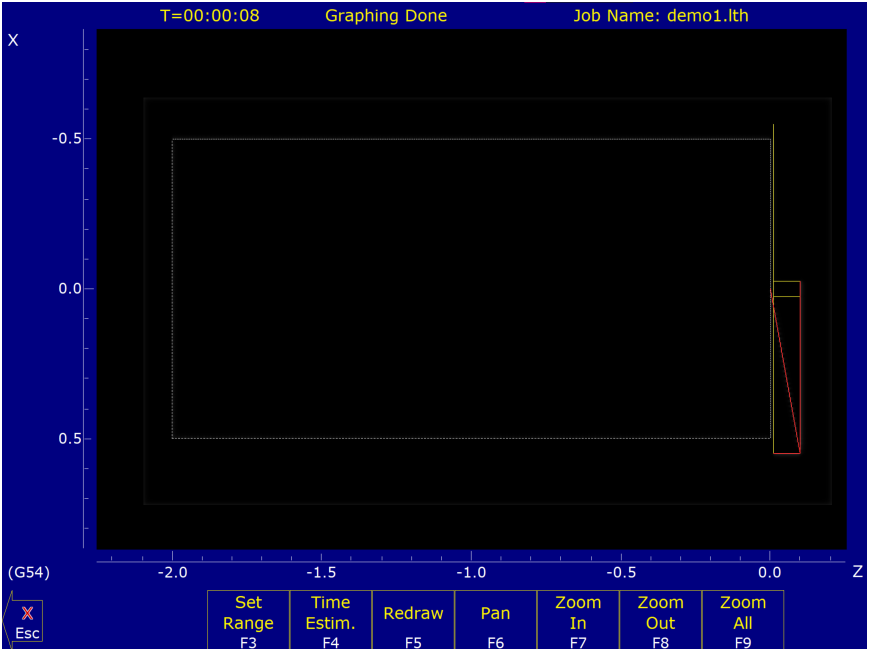 T=00:00:08 Graphing Done Job Name: demo1.lth
X
-0.5
0.0
0.5
(G54) -2.0 -1.5 -1.0 -0.5 0.0 Z
X
Esc
Set Range F3
Time Estim. F4
Redraw F5
Pan F6
Zoom In F7
Zoom Out F8
Zoom All F9